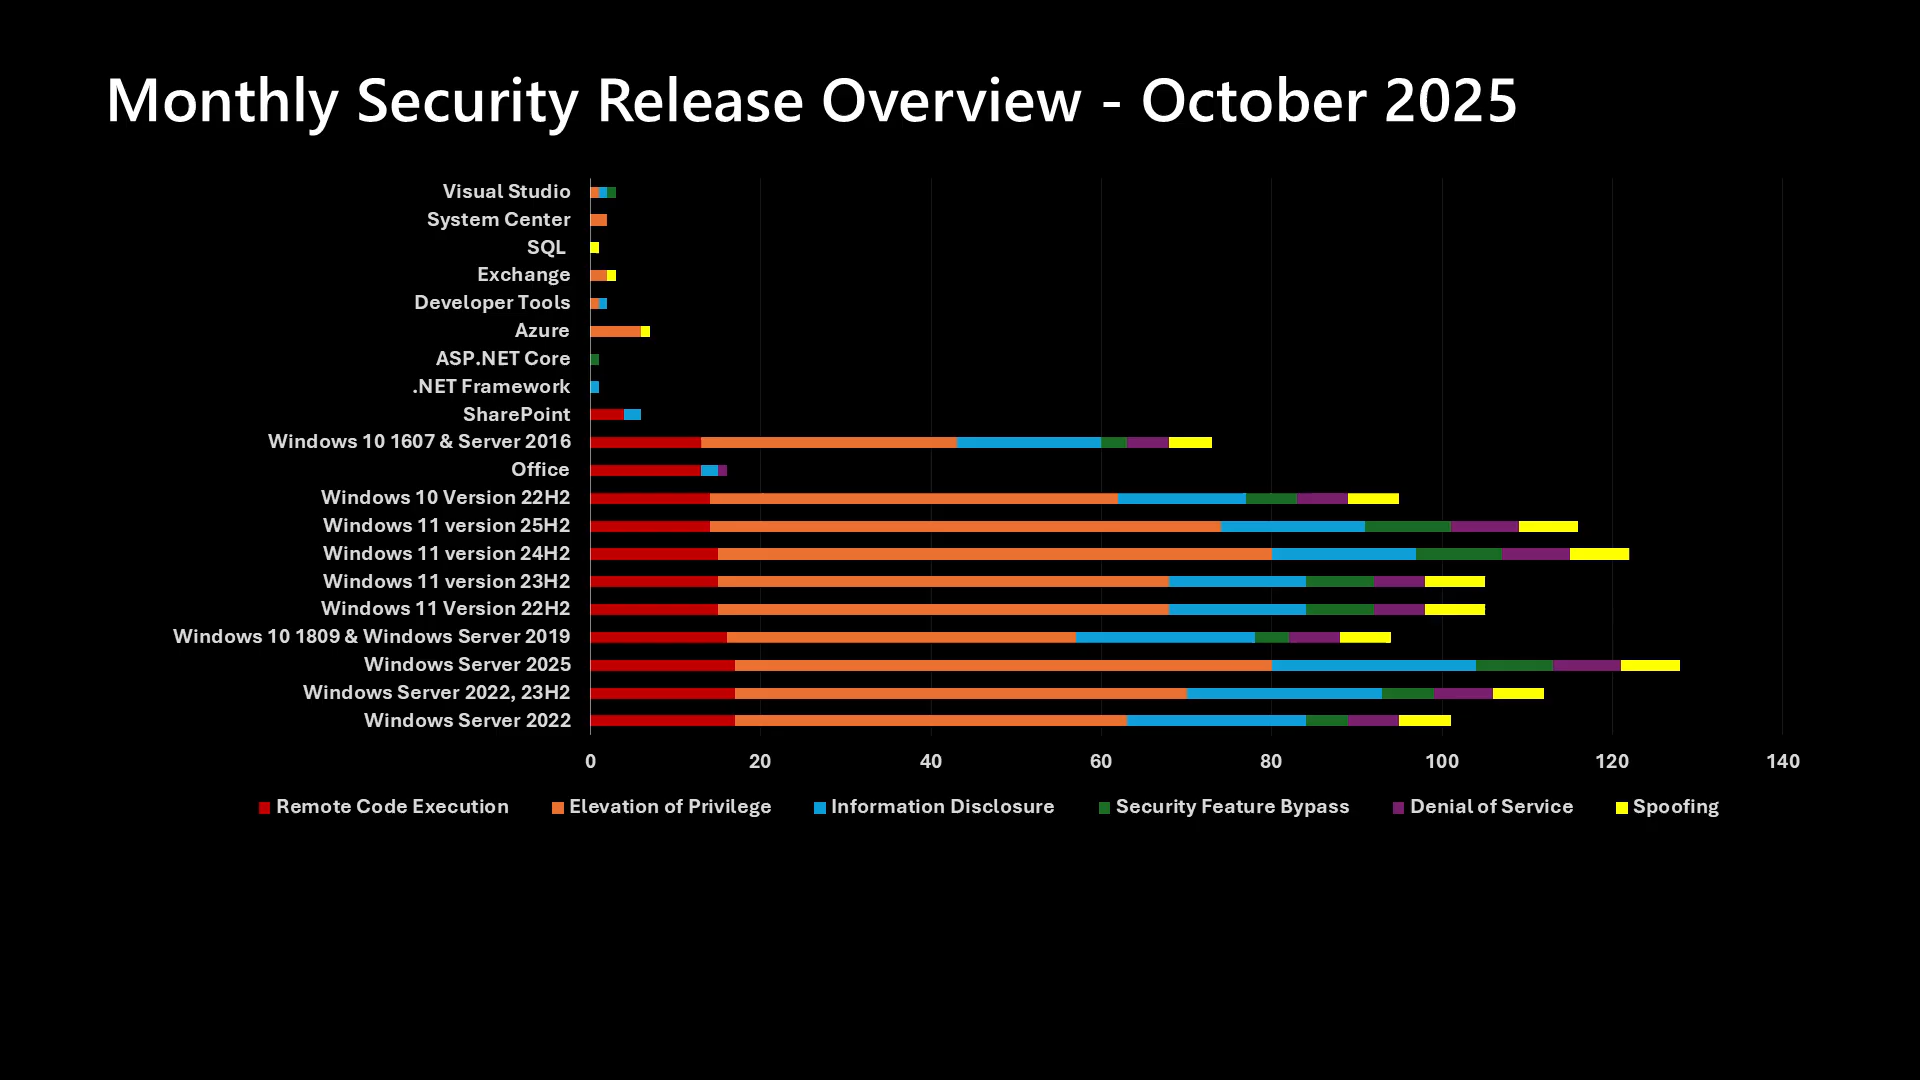 Monthly Security Release Overview - October 2025
Visual Studio
System Center
SQL
Exchange
Developer Tools
Azure
ASP.NET Core
.NET Framework
SharePoint
Windows 10 1607 & Server 2016
Office
Windows 10 Version 22H2
Windows 11 version 25H2
Windows 11 version 24H2
Windows 11 version 23H2
Windows 11 Version 22H2
Windows 10 1809 & Windows Server 2019
Windows Server 2025
Windows Server 2022, 23H2
Windows Server 2022
0 20 40 60 80 100 120 140
Remote Code Execution Elevation of Privilege Information Disclosure Security Feature Bypass Denial of Service Spoofing